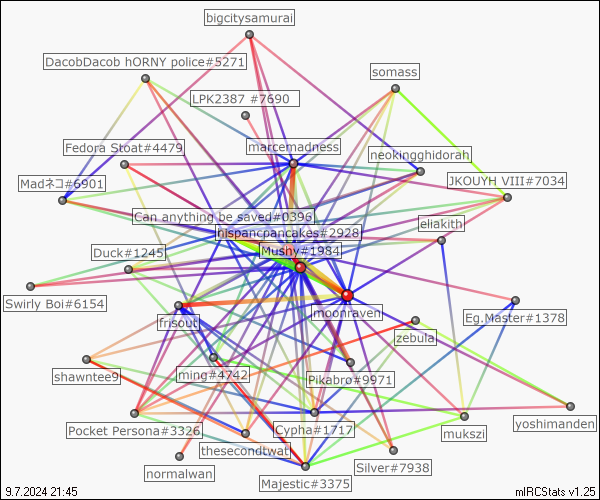 bigcitysamurai
DacobDacob hORNY police#5271
somass
LPK2387 #7690
marcemadness
Fedora Stoat#4479
neokingghidorah
Madネコ#6901
JKOUYH VIII#7034
Can anything be saved#0396
eliakith
hispanicpancakes#2928
Duck#1245
Mushy#1984
Swirly Boi#6154
moonraven
Eg.Master#1378
frisout
zebula
shawntee9
ming#4742
Pikabro#9971
Pocket Persona#3326
Cypha#1717
mukszi
yoshimanden
thesecondtwat
normalwan
Silver#7938
Majestic#3375
9.7.2024 21:45
mIRCStats v1.25